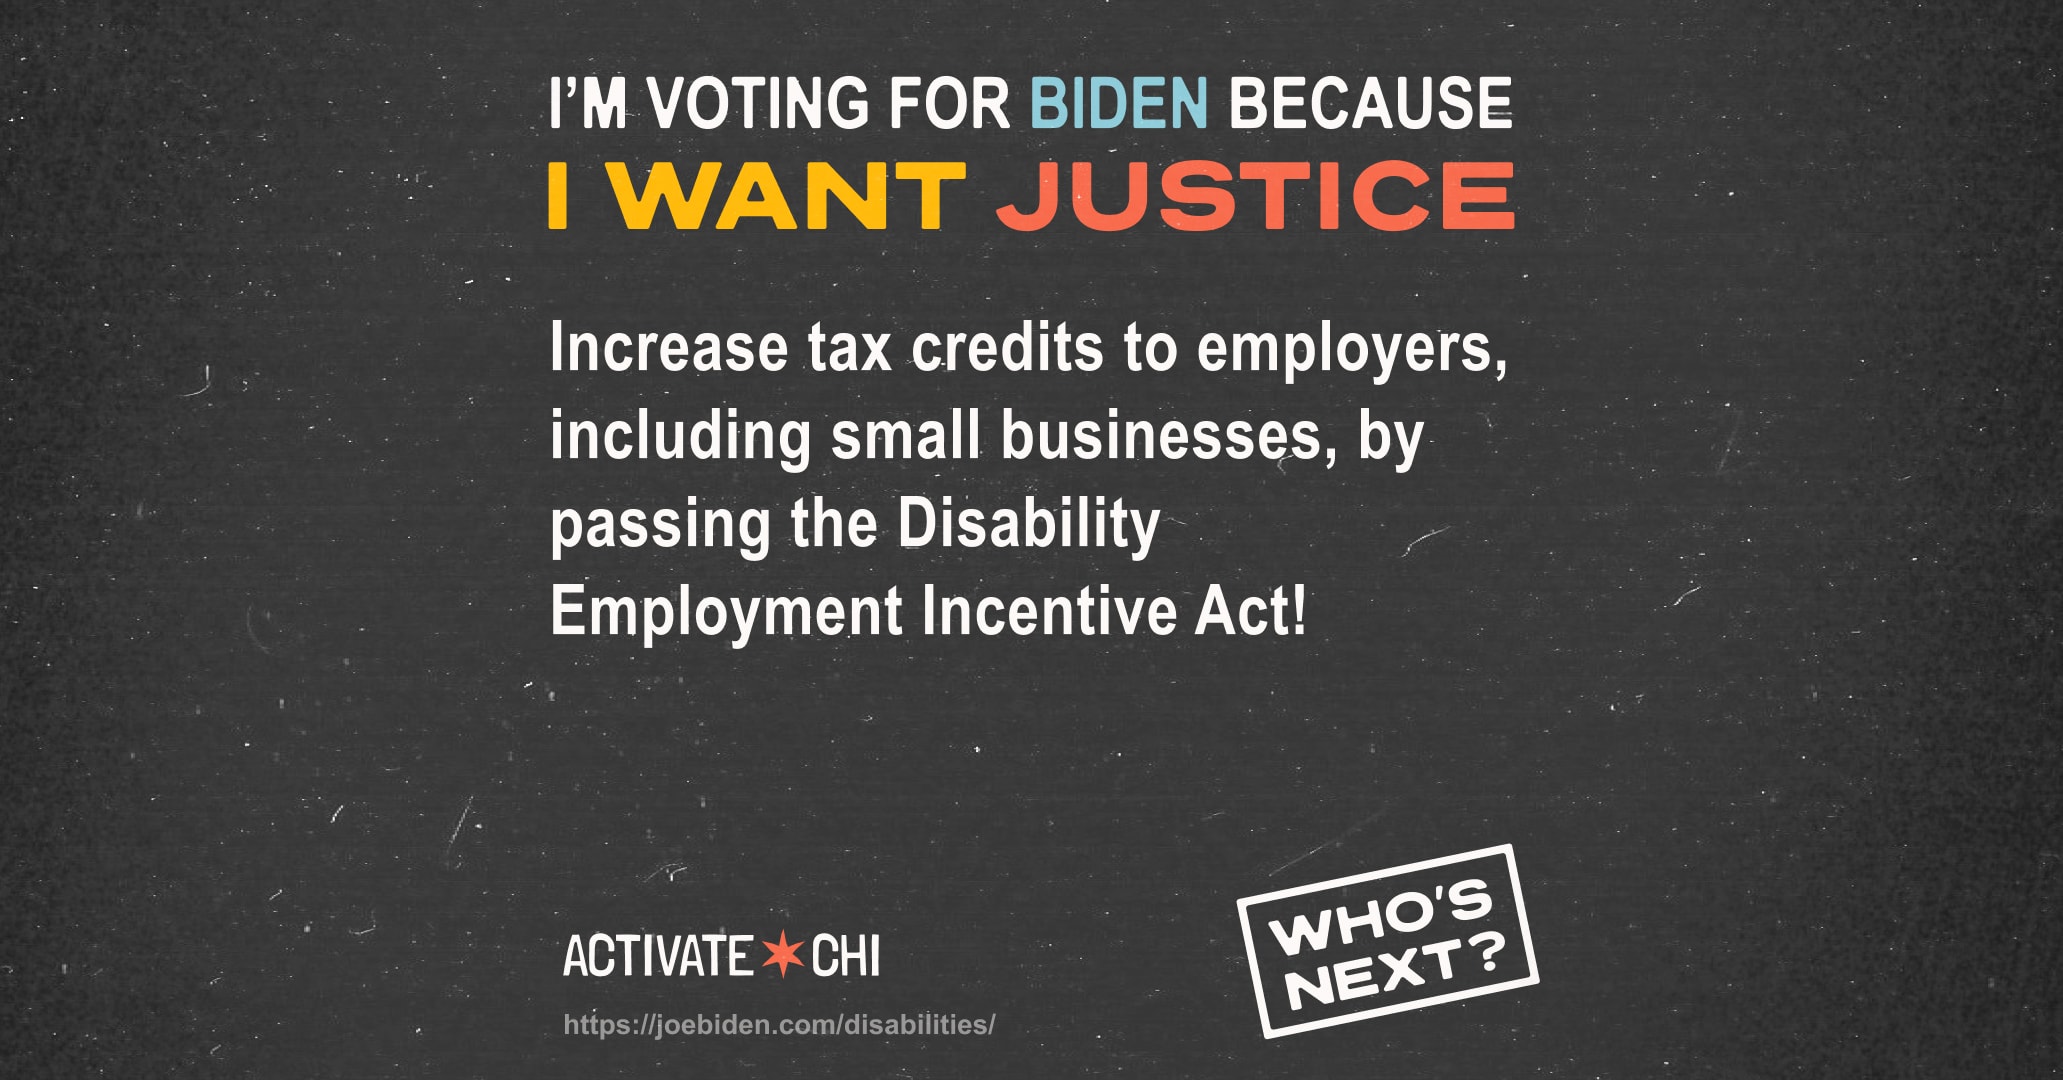 I'M VOTING FOR BIDEN BECAUSE
I WANT JUSTICE
Increase tax credits to employers,
including small businesses, by
passing the Disability
Employment Incentive Act!
ACTIVATE CHI
https://joebiden.com/disabilities/
WHO'S
NEXT?